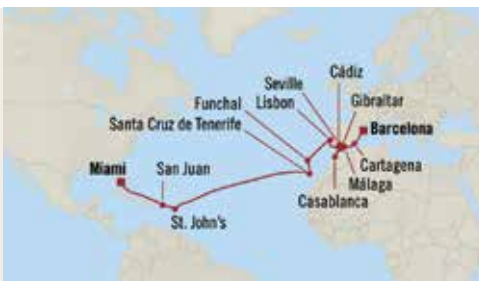 Cádiz
Seville
Gibraltar
Funchal
Lisbon
Santa Cruz de Tenerife
Barcelona
Miami
San Juan
Cartagena
Málaga
Casablanca
St. John's